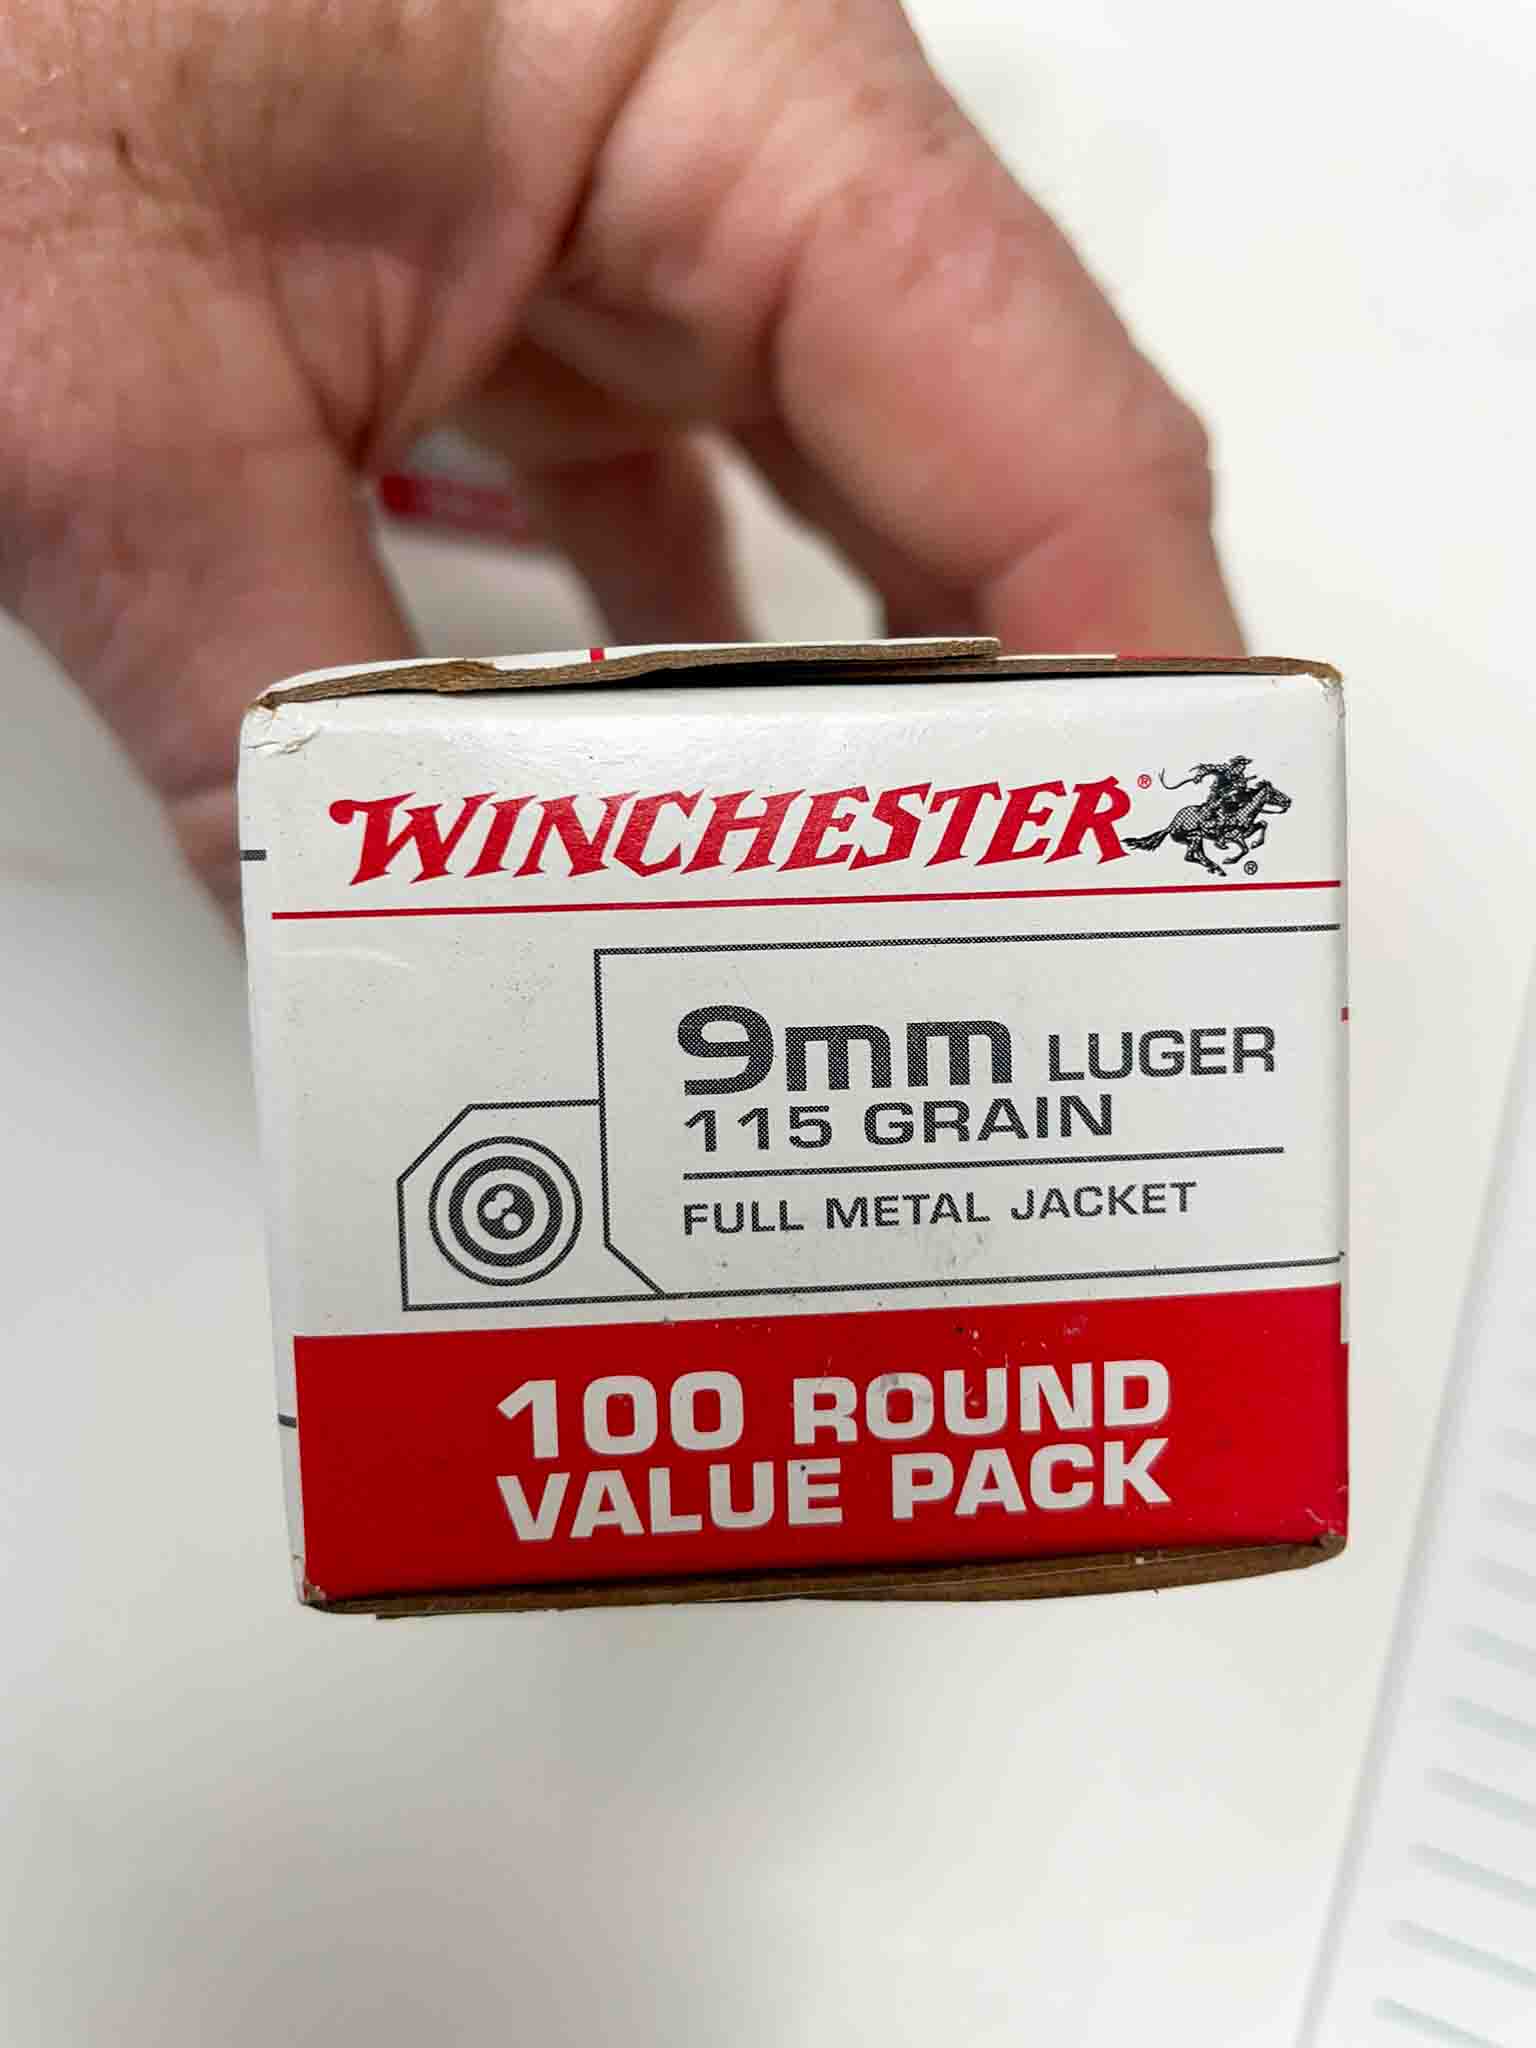 WINCHESTER®
®
9mm LUGER
115 GRAIN
FULL METAL JACKET
100 ROUND
VALUE PACK